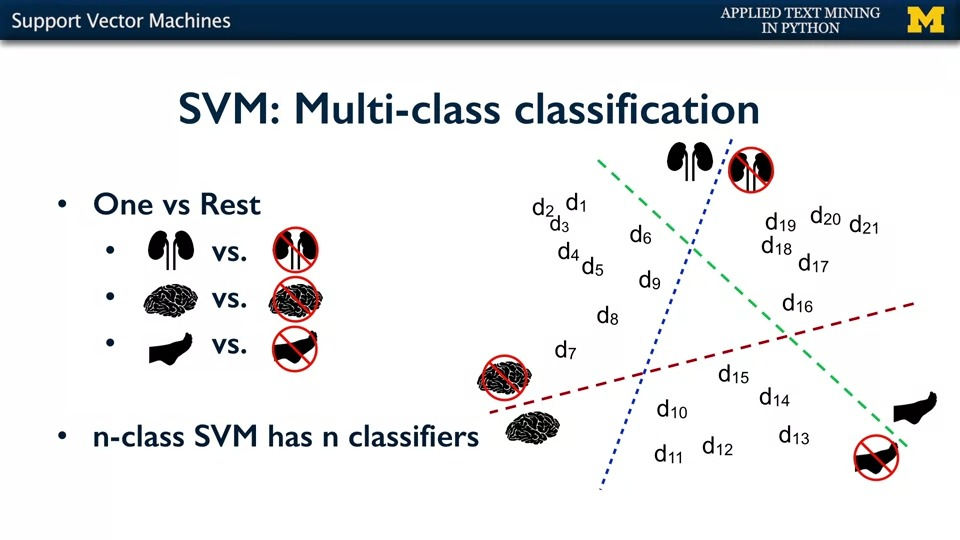 Support Vector Machines
APPLIED TEXT MINING
IN PYTHON
M
SVM: Multi-class classification
• One vs Rest
• vs.
• vs.
• vs.
• n-class SVM has n classifiers
d2 d1
d3
d4
d5
d6
d9
d8
d7
d19 d20 d21
d18
d17
d16
d15
d14
d10
d13
d12
d11